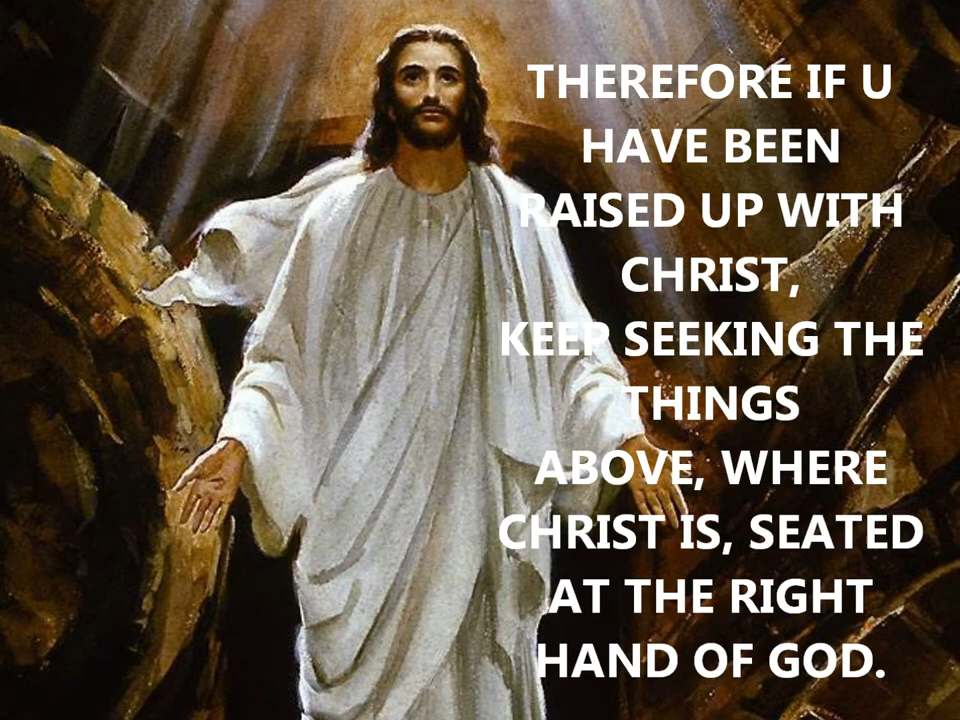 THEREFORE IF U
HAVE BEEN
RAISED UP WITH
CHRIST,
KEEP SEEKING THE
THINGS
ABOVE, WHERE
CHRIST IS, SEATED
AT THE RIGHT
HAND OF GOD.